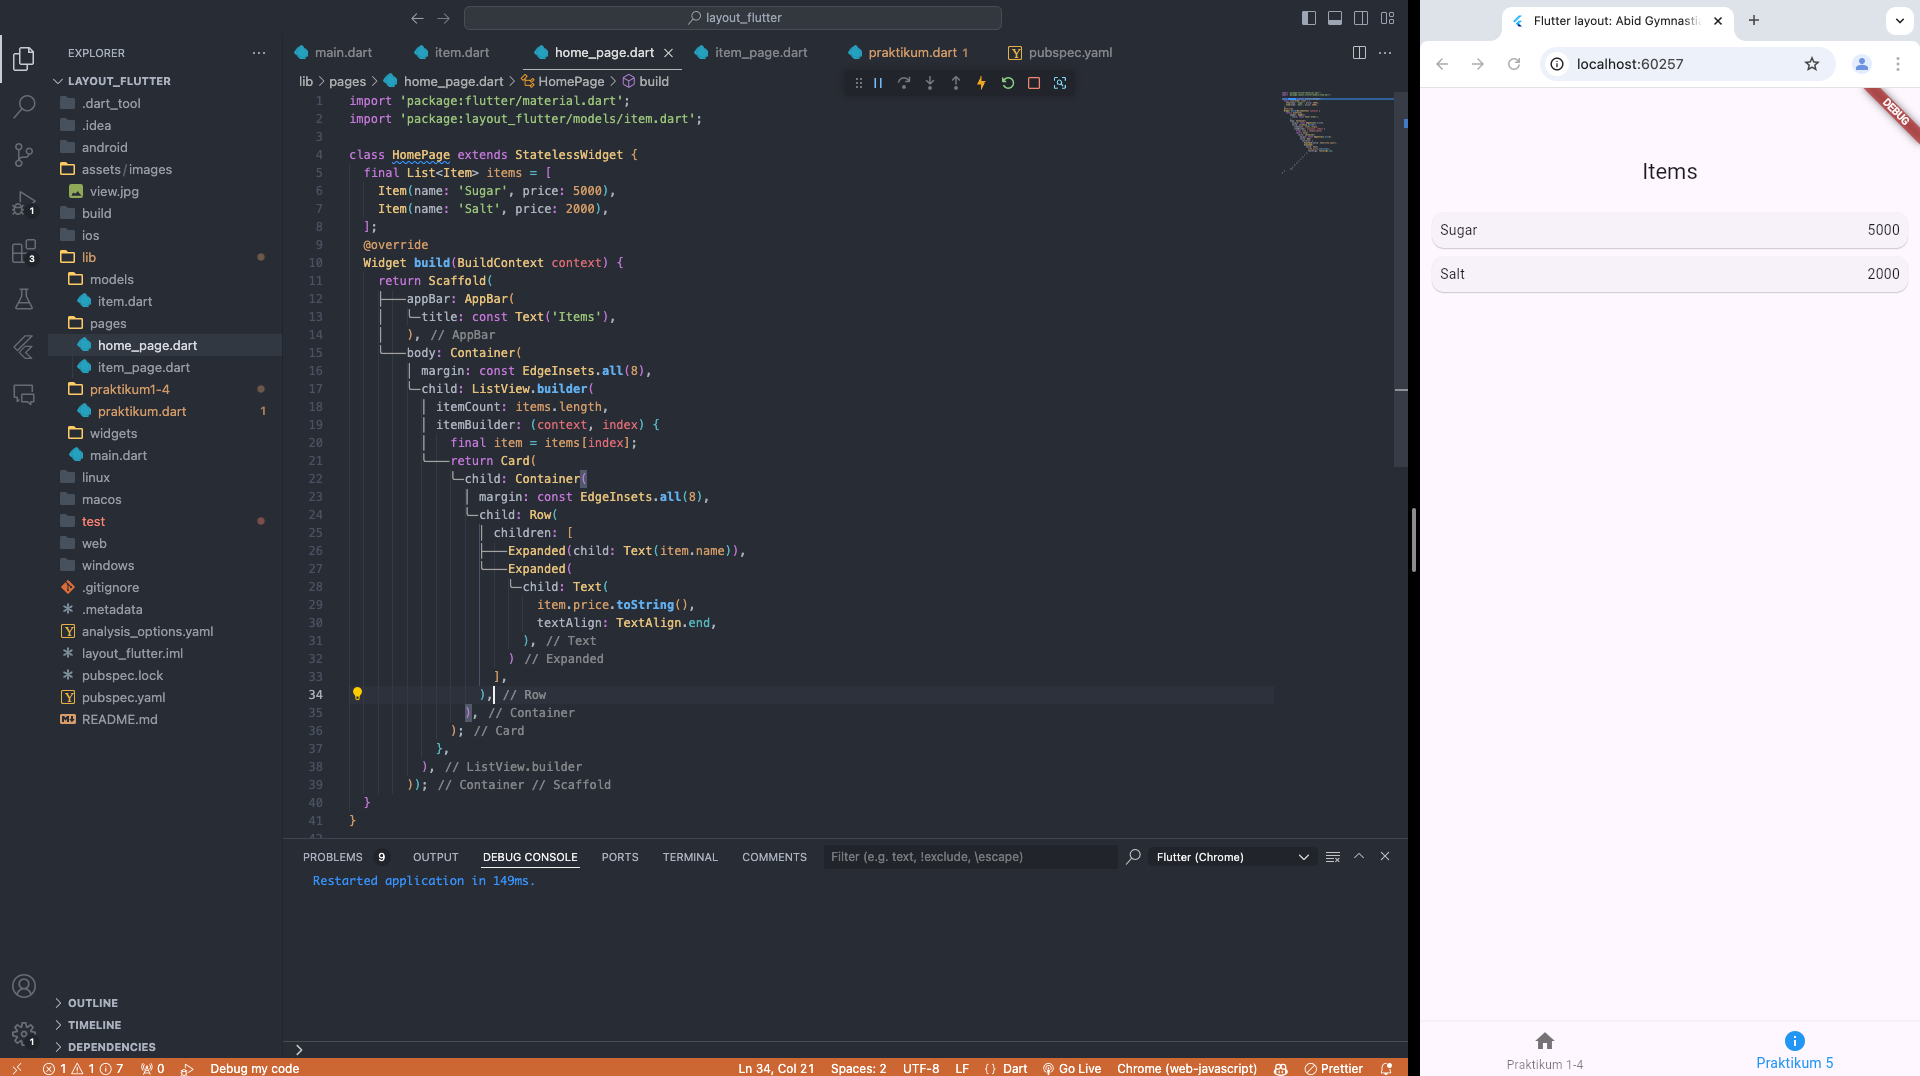 layout_flutter
EXPLORER
LAYOUT_FLUTTER
.dart_tool
.idea
android
assets / images
view.jpg
build
ios
lib
models
item.dart
pages
home_page.dart
item_page.dart
praktikum1-4
praktikum.dart 1
widgets
main.dart
linux
macos
test
web
windows
.gitignore
.metadata
analysis_options.yaml
layout_flutter.iml
pubspec.lock
pubspec.yaml
README.md
OUTLINE
TIMELINE
DEPENDENCIES
1
3
1
main.dart
item.dart
home_page.dart
item_page.dart
praktikum.dart 1
pubspec.yaml
lib > pages > home_page.dart > HomePage > build
1 import 'package:flutter/material.dart';
2 import 'package:layout_flutter/models/item.dart';
3
4 class HomePage extends StatelessWidget {
5 final List<Item> items = [
6 Item(name: 'Sugar', price: 5000),
7 Item(name: 'Salt', price: 2000),
8 ];
9 @override
10 Widget build(BuildContext context) {
11 return Scaffold(
12 appBar: AppBar(
13 title: const Text('Items'),
14 ), // AppBar
15 body: Container(
16 margin: const EdgeInsets.all(8),
17 child: ListView.builder(
18 itemCount: items.length,
19 itemBuilder: (context, index) {
20 final item = items[index];
21 return Card(
22 child: Container(
23 margin: const EdgeInsets.all(8),
24 child: Row(
25 children: [
26 Expanded(child: Text(item.name)),
27 Expanded(
28 child: Text(
29 item.price.toString(),
30 textAlign: TextAlign.end,
31 ), // Text
32 ) // Expanded
33 ],
34 ), // Row
35 ), // Container
36 ); // Card
37 },
38 ), // ListView.builder
39 )); // Container // Scaffold
40 }
41 }
42
PROBLEMS 9 OUTPUT DEBUG CONSOLE PORTS TERMINAL COMMENTS
Filter (e.g. text, !exclude, \escape)
Flutter (Chrome)
Restarted application in 149ms.
1 1 7 0 Debug my code
Ln 34, Col 21 Spaces: 2 UTF-8 LF { } Dart Go Live Chrome (web-javascript) Prettier
Flutter layout: Abid Gymnasti
localhost:60257
DEBUG
Items
Sugar 5000
Salt 2000
Praktikum 1-4
Praktikum 5